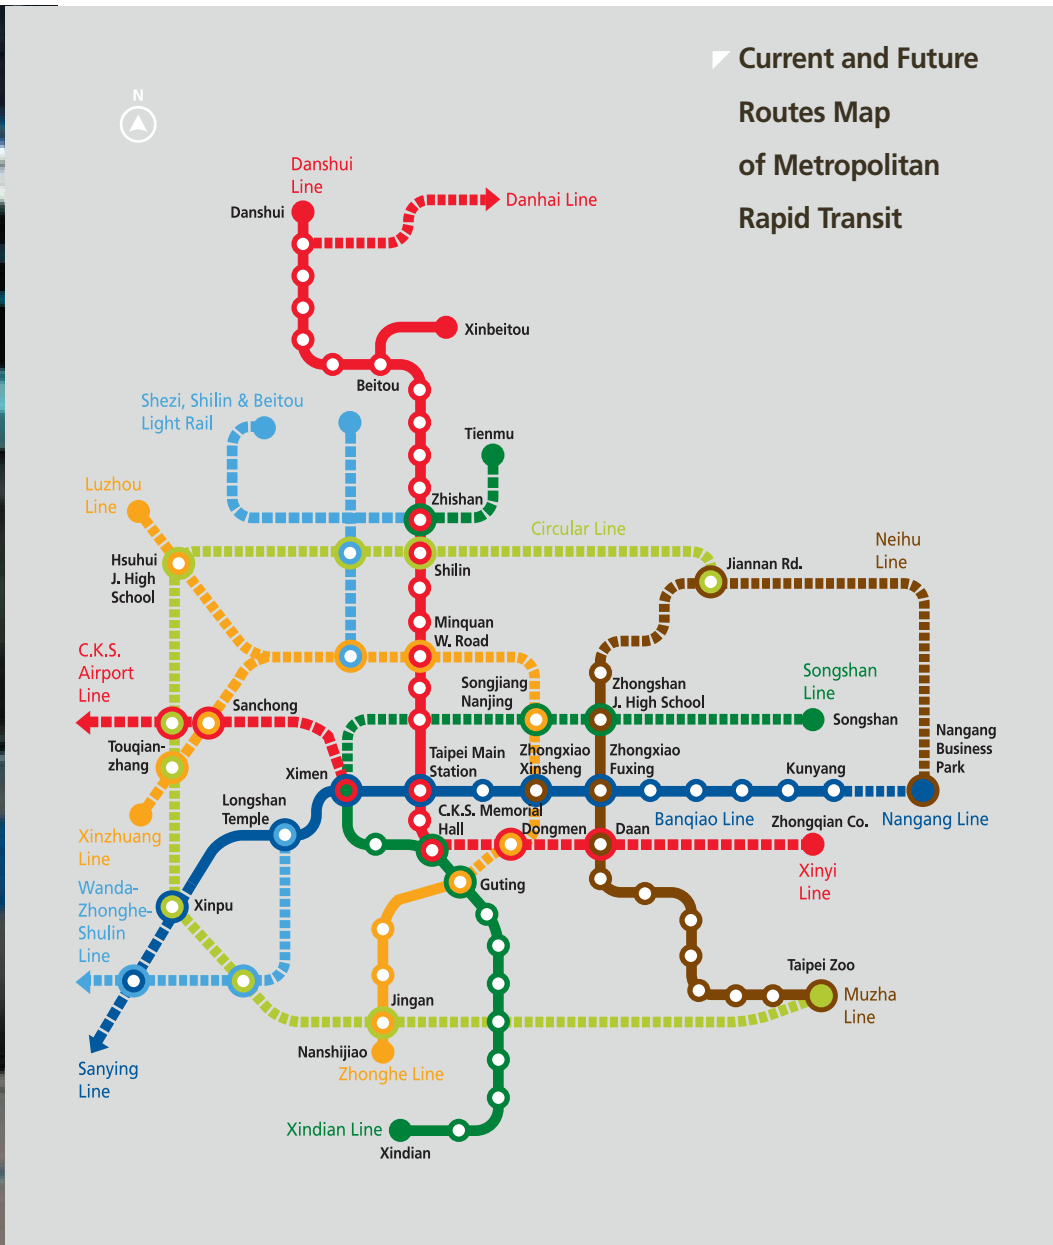 Current and Future
Routes Map
of Metropolitan
Rapid Transit
N
Danshui
Line
Danshui
Danhai Line
Xinbeitou
Beitou
Shezi, Shilin & Beitou
Light Rail
Tienmu
Luzhou
Line
Zhishan
Circular Line
Neihu
Line
Hsuhui
J. High
School
Shilin
Jiannan Rd.
Minquan
W. Road
C.K.S.
Airport
Line
Sanchong
Songjiang
Nanjing
Zhongshan
J. High School
Songshan
Line
Songshan
Touqian-
zhang
Ximen
Taipei Main
Station
Zhongxiao
Xinsheng
Zhongxiao
Fuxing
Kunyang
Nangang
Business
Park
Longshan
Temple
C.K.S. Memorial
Hall
Dongmen
Daan
Banqiao Line
Zhongqian Co.
Nangang Line
Xinzhuang
Line
Xinyi
Line
Wanda-
Zhonghe-
Shulin
Line
Xinpu
Guting
Taipei Zoo
Muzha
Line
Jingan
Nanshijiao
Zhonghe Line
Sanying
Line
Xindian Line
Xindian